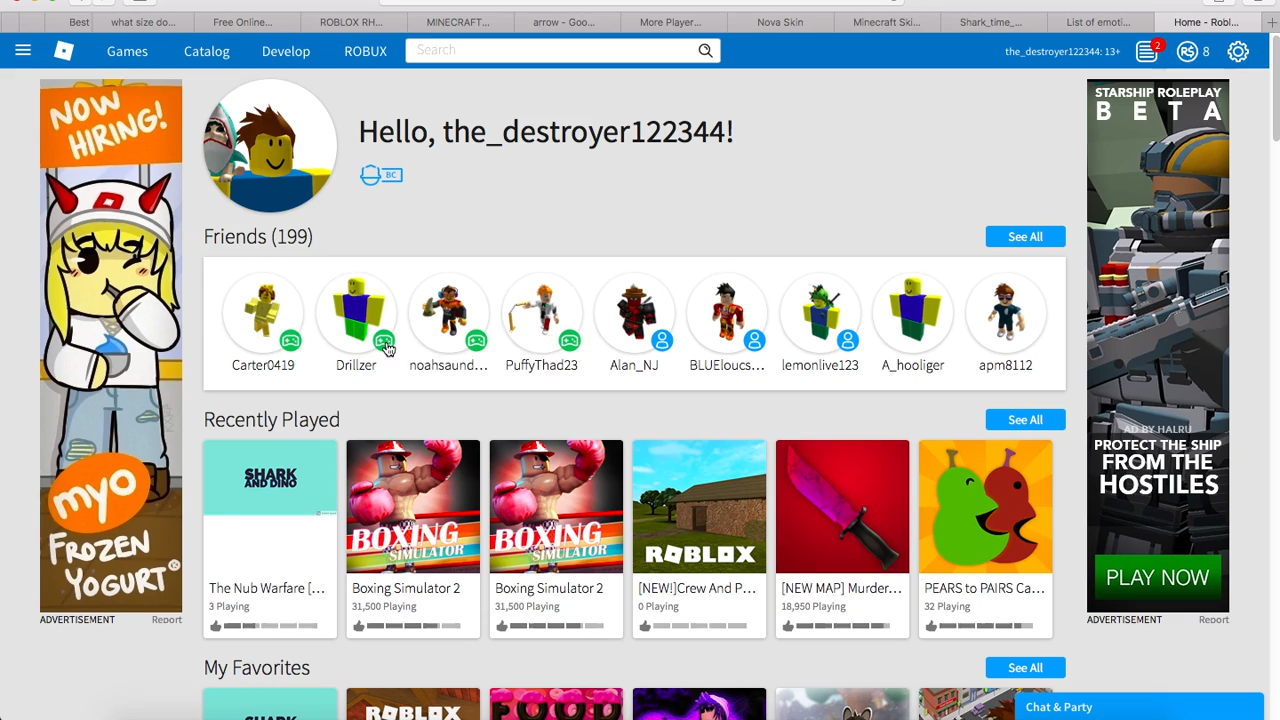 Best
what size do...
Free Online...
ROBLOX RH...
MINECRAFT...
arrow - Goo...
More Player...
Nova Skin
Minecraft Ski...
Shark_time_...
List of emoti...
Home - Robl...
Games
Catalog
Develop
ROBUX
Search
the_destroyer122344: 13+
2
R$ 8
NOW HIRING!
myo
FROZEN YOGURT®
ADVERTISEMENT
Report
Hello, the_destroyer122344!
BC
Friends (199)
See All
Carter0419
Drillzer
noahsaund...
PuffyThad23
Alan_NJ
BLUEloucs...
lemonlive123
A_hooliger
apm8112
Recently Played
See All
SHARK
AND DINO
BOXING
SIMULATOR
BOXING
SIMULATOR
ROBLOX
The Nub Warfare [...
Boxing Simulator 2
Boxing Simulator 2
[NEW!]Crew And P...
[NEW MAP] Murder...
PEARS to PAIRS Ca...
3 Playing
31,500 Playing
31,500 Playing
0 Playing
18,950 Playing
32 Playing
My Favorites
See All
SHARK
ROBLOX
FOOD
STARSHIP ROLEPLAY
BETA
AD BY HALRU
PROTECT THE SHIP
FROM THE
HOSTILES
PLAY NOW
ADVERTISEMENT
Report
Chat & Party